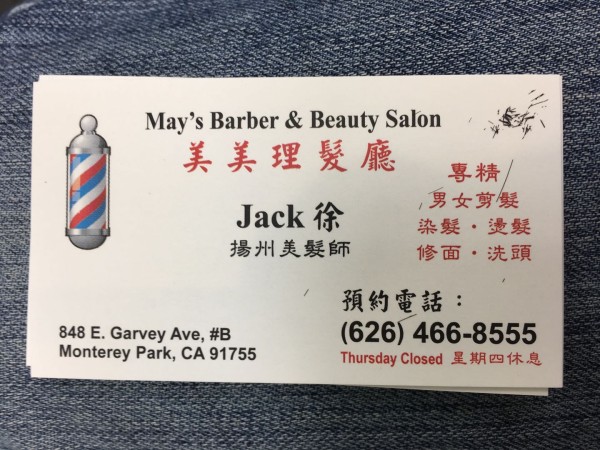 May's Barber & Beauty Salon
美美理髮廳
Jack 徐
揚州美髮師
專精
男女剪髮
染髮·燙髮
修面·洗頭
預約電話：
(626) 466-8555
Thursday Closed 星期四休息
848 E. Garvey Ave, #B
Monterey Park, CA 91755